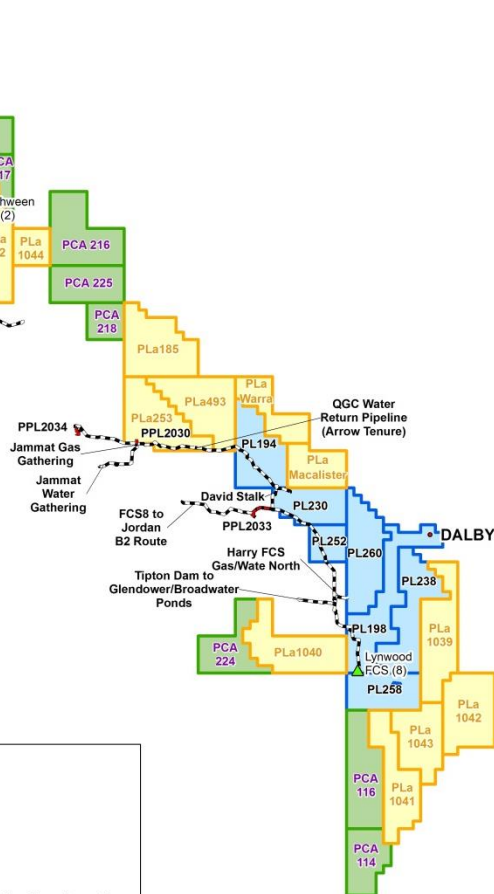 CA
17
hween
(2)
a
2
PLa
1044
PCA 216
PCA 225
PCA
218
PLa185
PLa
Warra
PLa493
PLa253
PPL2030
QGC Water
Return Pipeline
(Arrow Tenure)
PPL2034
Jammat Gas
Gathering
PL194
PLa
Macalister
Jammat
Water
Gathering
David Stalk
PL230
FCS8 to
Jordan
B2 Route
PPL2033
PL252
PL260
DALBY
Harry FCS
Gas/Wate North
Tipton Dam to
Glendower/Broadwater
Ponds
PL238
PL198
PLa
1039
PCA
224
PLa1040
Lynwood
FCS (8)
PL258
PLa
1042
PLa
1043
PCA
116
PLa
1041
PCA
114